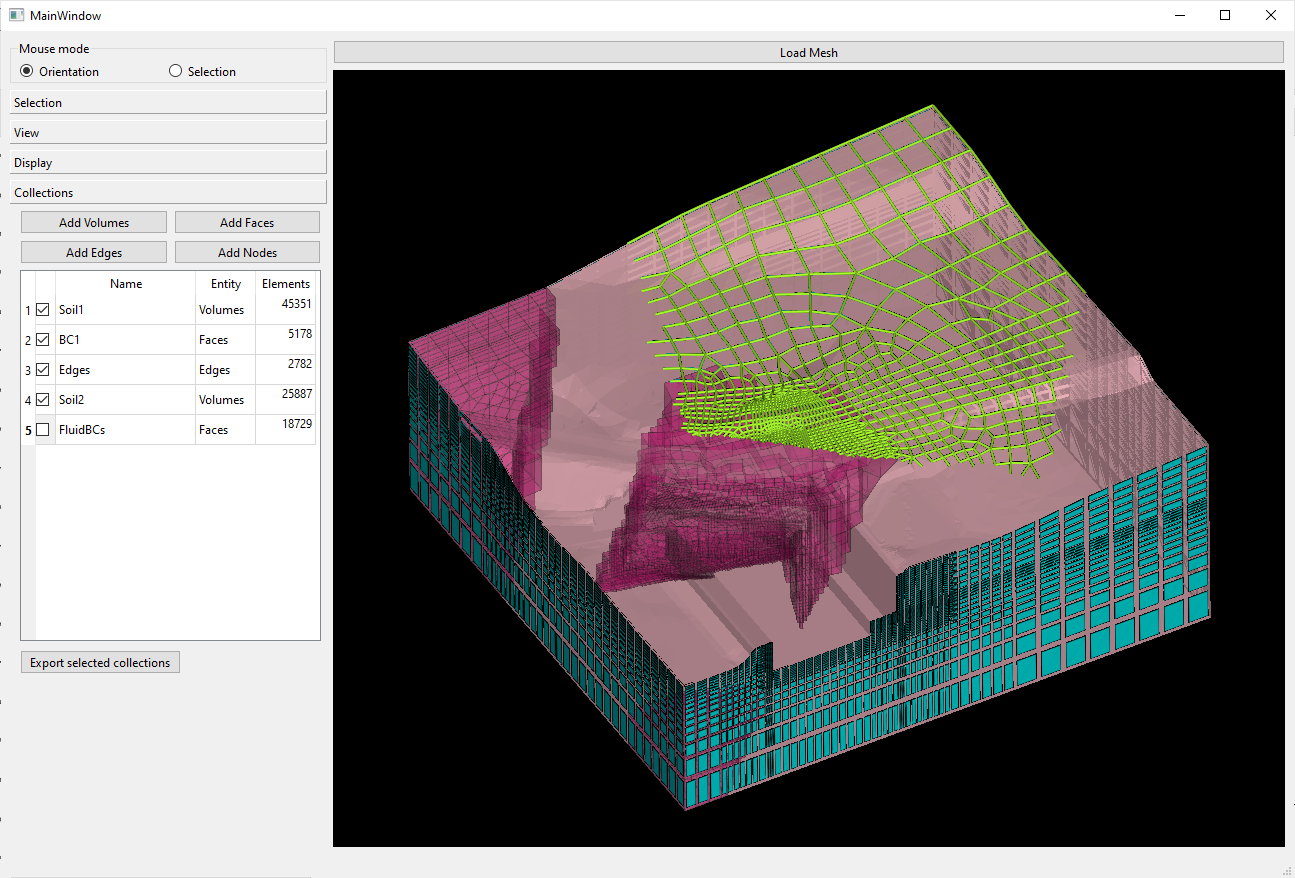 MainWindow
Mouse mode
Load Mesh
Orientation Selection
Selection
View
Display
Collections
Add Volumes Add Faces
Add Edges Add Nodes
Name Entity Elements
1 Soil1 Volumes 45351
2 BC1 Faces 5178
3 Edges Edges 2782
4 Soil2 Volumes 25887
5 FluidBCs Faces 18729
Export selected collections